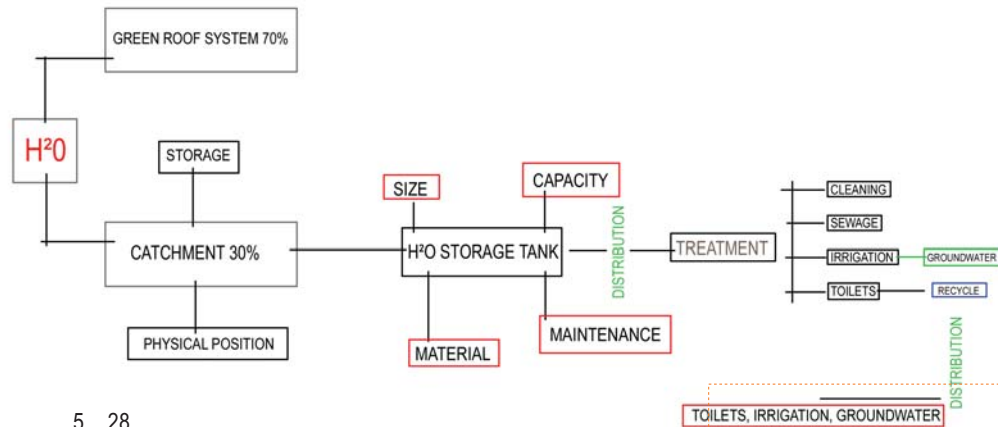 GREEN ROOF SYSTEM 70%
H²0
STORAGE
CATCHMENT 30%
PHYSICAL POSITION
SIZE
CAPACITY
H²O STORAGE TANK
MATERIAL
MAINTENANCE
DISTRIBUTION
TREATMENT
CLEANING
SEWAGE
IRRIGATION
GROUNDWATER
TOILETS
RECYCLE
DISTRIBUTION
TOILETS, IRRIGATION, GROUNDWATER
5 28